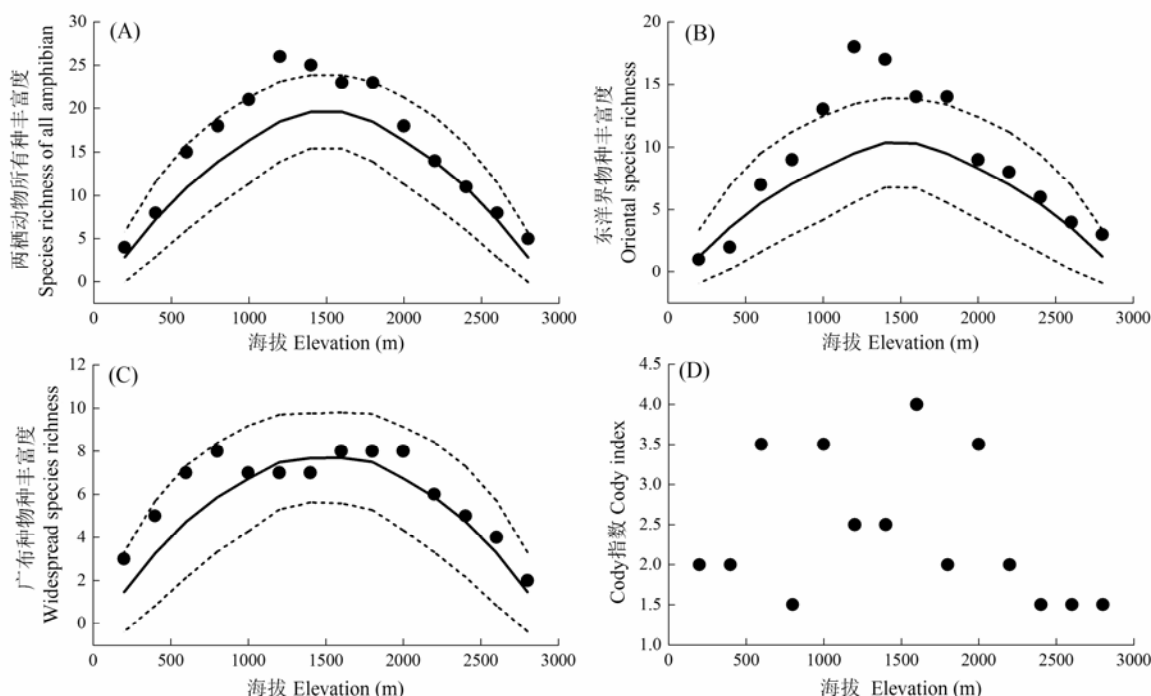 (A)
两栖动物所有种丰富度
Species richness of all amphibian
30
25
20
15
10
5
0
0 500 1000 1500 2000 2500 3000
海拔 Elevation (m)
(B)
东洋界物种丰富度
Oriental species richness
20
15
10
5
0
0 500 1000 1500 2000 2500 3000
海拔 Elevation (m)
(C)
广布种物种丰富度
Widespread species richness
12
10
8
6
4
2
0
0 500 1000 1500 2000 2500 3000
海拔 Elevation (m)
(D)
Cody指数 Cody index
4.5
4.0
3.5
3.0
2.5
2.0
1.5
1.0
0 500 1000 1500 2000 2500 3000
海拔 Elevation (m)